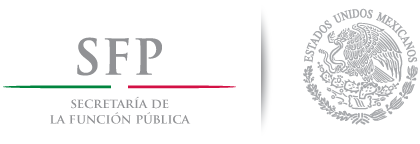 SFP
SECRETARÍA DE
LA FUNCIÓN PÚBLICA
ESTADOS UNIDOS MEXICANOS